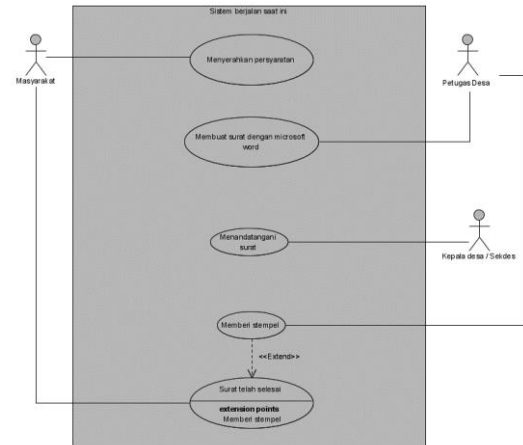 Sistem berjalan saat ini
Menyerahkan persyaratan
Masyarakat
Petugas Desa
Membuat surat dengan microsoft
word
Menandatangani
surat
Kepala desa / Sekdes
Memberi stempel
<<Extend>>
Surat telah selesai
extension points
Memberi stempel